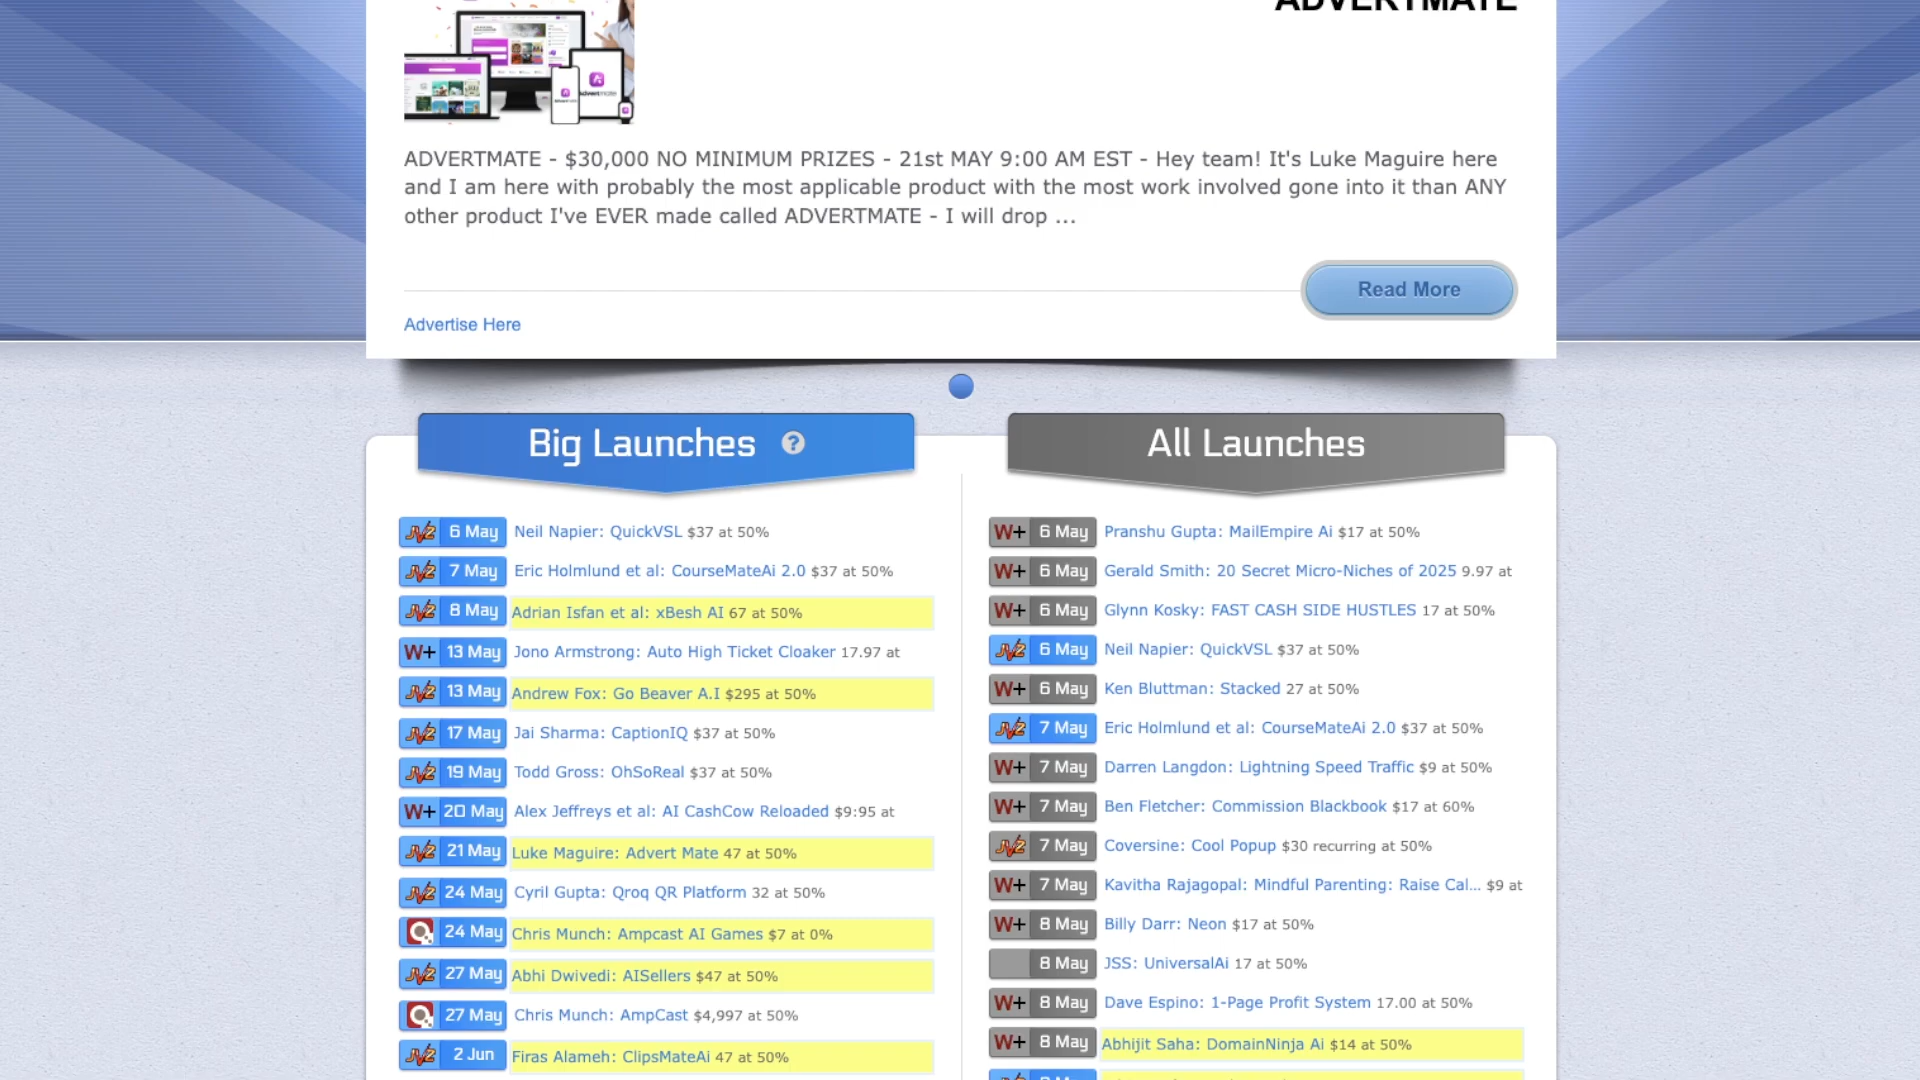 ADVERTMATE
ADVERTMATE - $30,000 NO MINIMUM PRIZES - 21st MAY 9:00 AM EST - Hey team! It's Luke Maguire here
and I am here with probably the most applicable product with the most work involved gone into it than ANY
other product I've EVER made called ADVERTMATE - I will drop ...
Read More
Advertise Here
Big Launches ?
6 May Neil Napier: QuickVSL $37 at 50%
7 May Eric Holmlund et al: CourseMateAi 2.0 $37 at 50%
8 May Adrian Isfan et al: xBesh AI 67 at 50%
W+ 13 May Jono Armstrong: Auto High Ticket Cloaker 17.97 at
13 May Andrew Fox: Go Beaver A.I $295 at 50%
17 May Jai Sharma: CaptionIQ $37 at 50%
19 May Todd Gross: OhSoReal $37 at 50%
W+ 20 May Alex Jeffreys et al: AI CashCow Reloaded $9:95 at
21 May Luke Maguire: Advert Mate 47 at 50%
24 May Cyril Gupta: Qroq QR Platform 32 at 50%
24 May Chris Munch: Ampcast AI Games $7 at 0%
27 May Abhi Dwivedi: AISellers $47 at 50%
27 May Chris Munch: AmpCast $4,997 at 50%
2 Jun Firas Alameh: ClipsMateAi 47 at 50%
All Launches
W+ 6 May Pranshu Gupta: MailEmpire Ai $17 at 50%
W+ 6 May Gerald Smith: 20 Secret Micro-Niches of 2025 9.97 at
W+ 6 May Glynn Kosky: FAST CASH SIDE HUSTLES 17 at 50%
6 May Neil Napier: QuickVSL $37 at 50%
W+ 6 May Ken Bluttman: Stacked 27 at 50%
7 May Eric Holmlund et al: CourseMateAi 2.0 $37 at 50%
W+ 7 May Darren Langdon: Lightning Speed Traffic $9 at 50%
W+ 7 May Ben Fletcher: Commission Blackbook $17 at 60%
7 May Coversine: Cool Popup $30 recurring at 50%
W+ 7 May Kavitha Rajagopal: Mindful Parenting: Raise Cal... $9 at
W+ 8 May Billy Darr: Neon $17 at 50%
8 May JSS: UniversalAi 17 at 50%
W+ 8 May Dave Espino: 1-Page Profit System 17.00 at 50%
W+ 8 May Abhijit Saha: DomainNinja Ai $14 at 50%